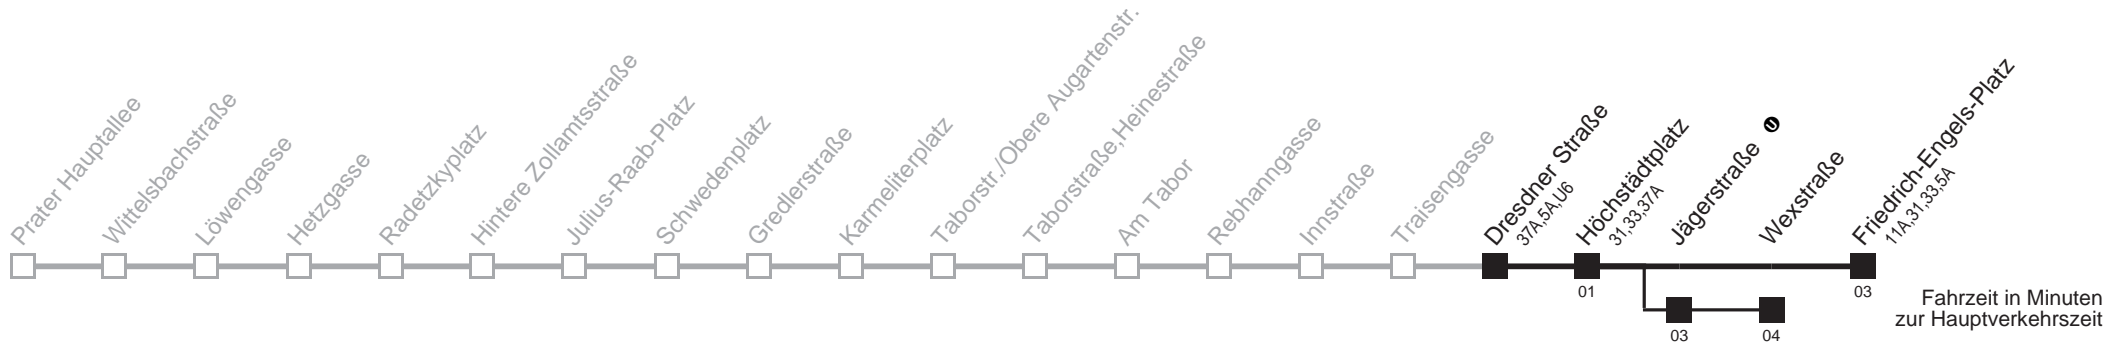 Prater Hauptallee
Wittelsbachstraße
Löwengasse
Hetzgasse
Radetzkyplatz
Hintere Zollamtsstraße
Julius-Raab-Platz
Schwedenplatz
Gredlerstraße
Karmeliterplatz
Taborstr./Obere Augartenstr.
Taborstraße,Heinestraße
Am Tabor
Rebhanngasse
Innstraße
Traisengasse
Dresdner Straße
37A,5A,U6
Höchstädtplatz
31,33,37A
Jägerstraße U
Wexstraße
Friedrich-Engels-Platz
11A,31,33,5A
01
03
03
04
Fahrzeit in Minuten
zur Hauptverkehrszeit